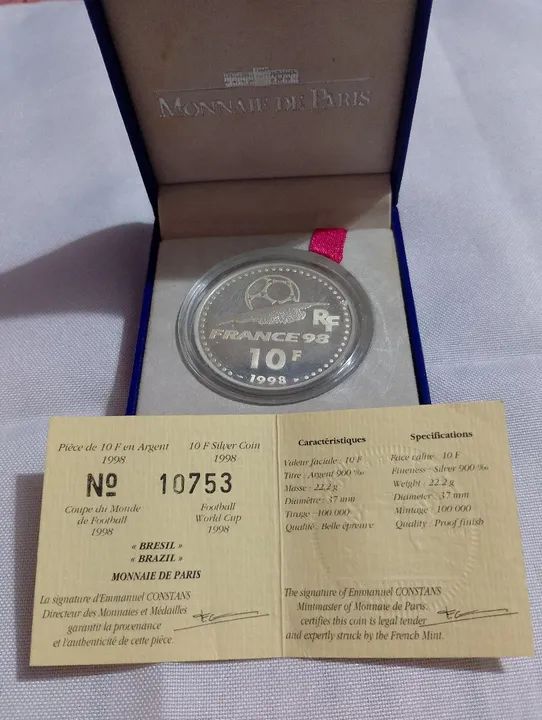 MONNAIE DE PARIS
RF
FRANCE 98
10 F
1998
Pièce de 10 F en Argent
1998
10 F Silver Coin
1998
Nº 10753
Coupe du Monde
de Football
1998
Football
World Cup
1998
« BRESIL »
« BRAZIL »
MONNAIE DE PARIS
La signature d'Emmanuel CONSTANS
Directeur des Monnaies et Médailles
garantit la provenance
et l'authenticité de cette pièce.
Caractéristiques
Valeur faciale : 10 F
Titre : Argent 900 ‰
Masse : 22.2 g
Diamètre : 37 mm
Tirage : 100 000
Qualité : Belle épreuve
Specifications
Face value : 10 F
Fineness : Silver 900 ‰
Weight : 22.2 g
Diameter : 37 mm
Mintage : 100 000
Quality : Proof finish
The signature of Emmanuel CONSTANS
Mintmaster of Monnaie de Paris
certifies this coin is legal tender
and expertly struck by the French Mint.